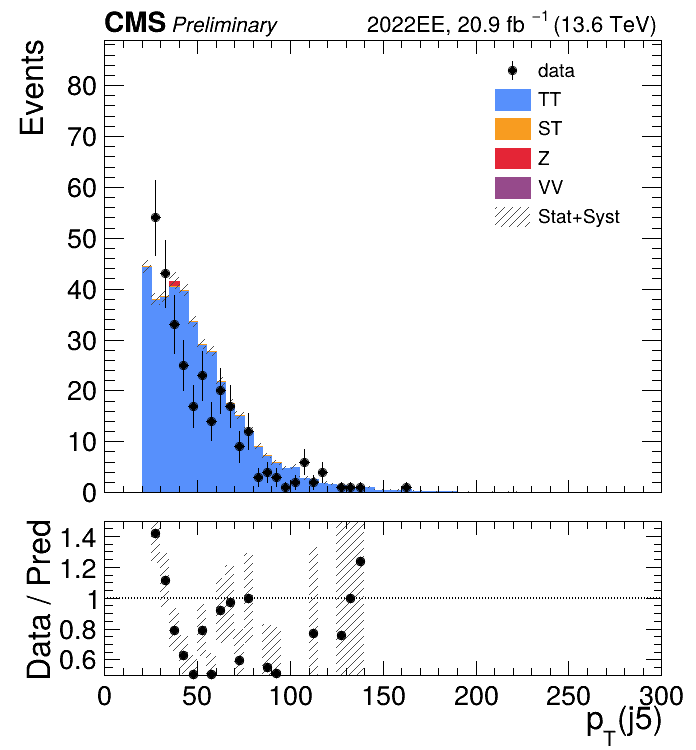 CMS Preliminary 2022EE, 20.9 fb⁻¹ (13.6 TeV)
Events
80
70
60
50
40
30
20
10
0
data
TT
ST
Z
VV
Stat+Syst
Data / Pred
1.4
1.2
1
0.8
0.6
0 50 100 150 200 250 300
p_T(j5)